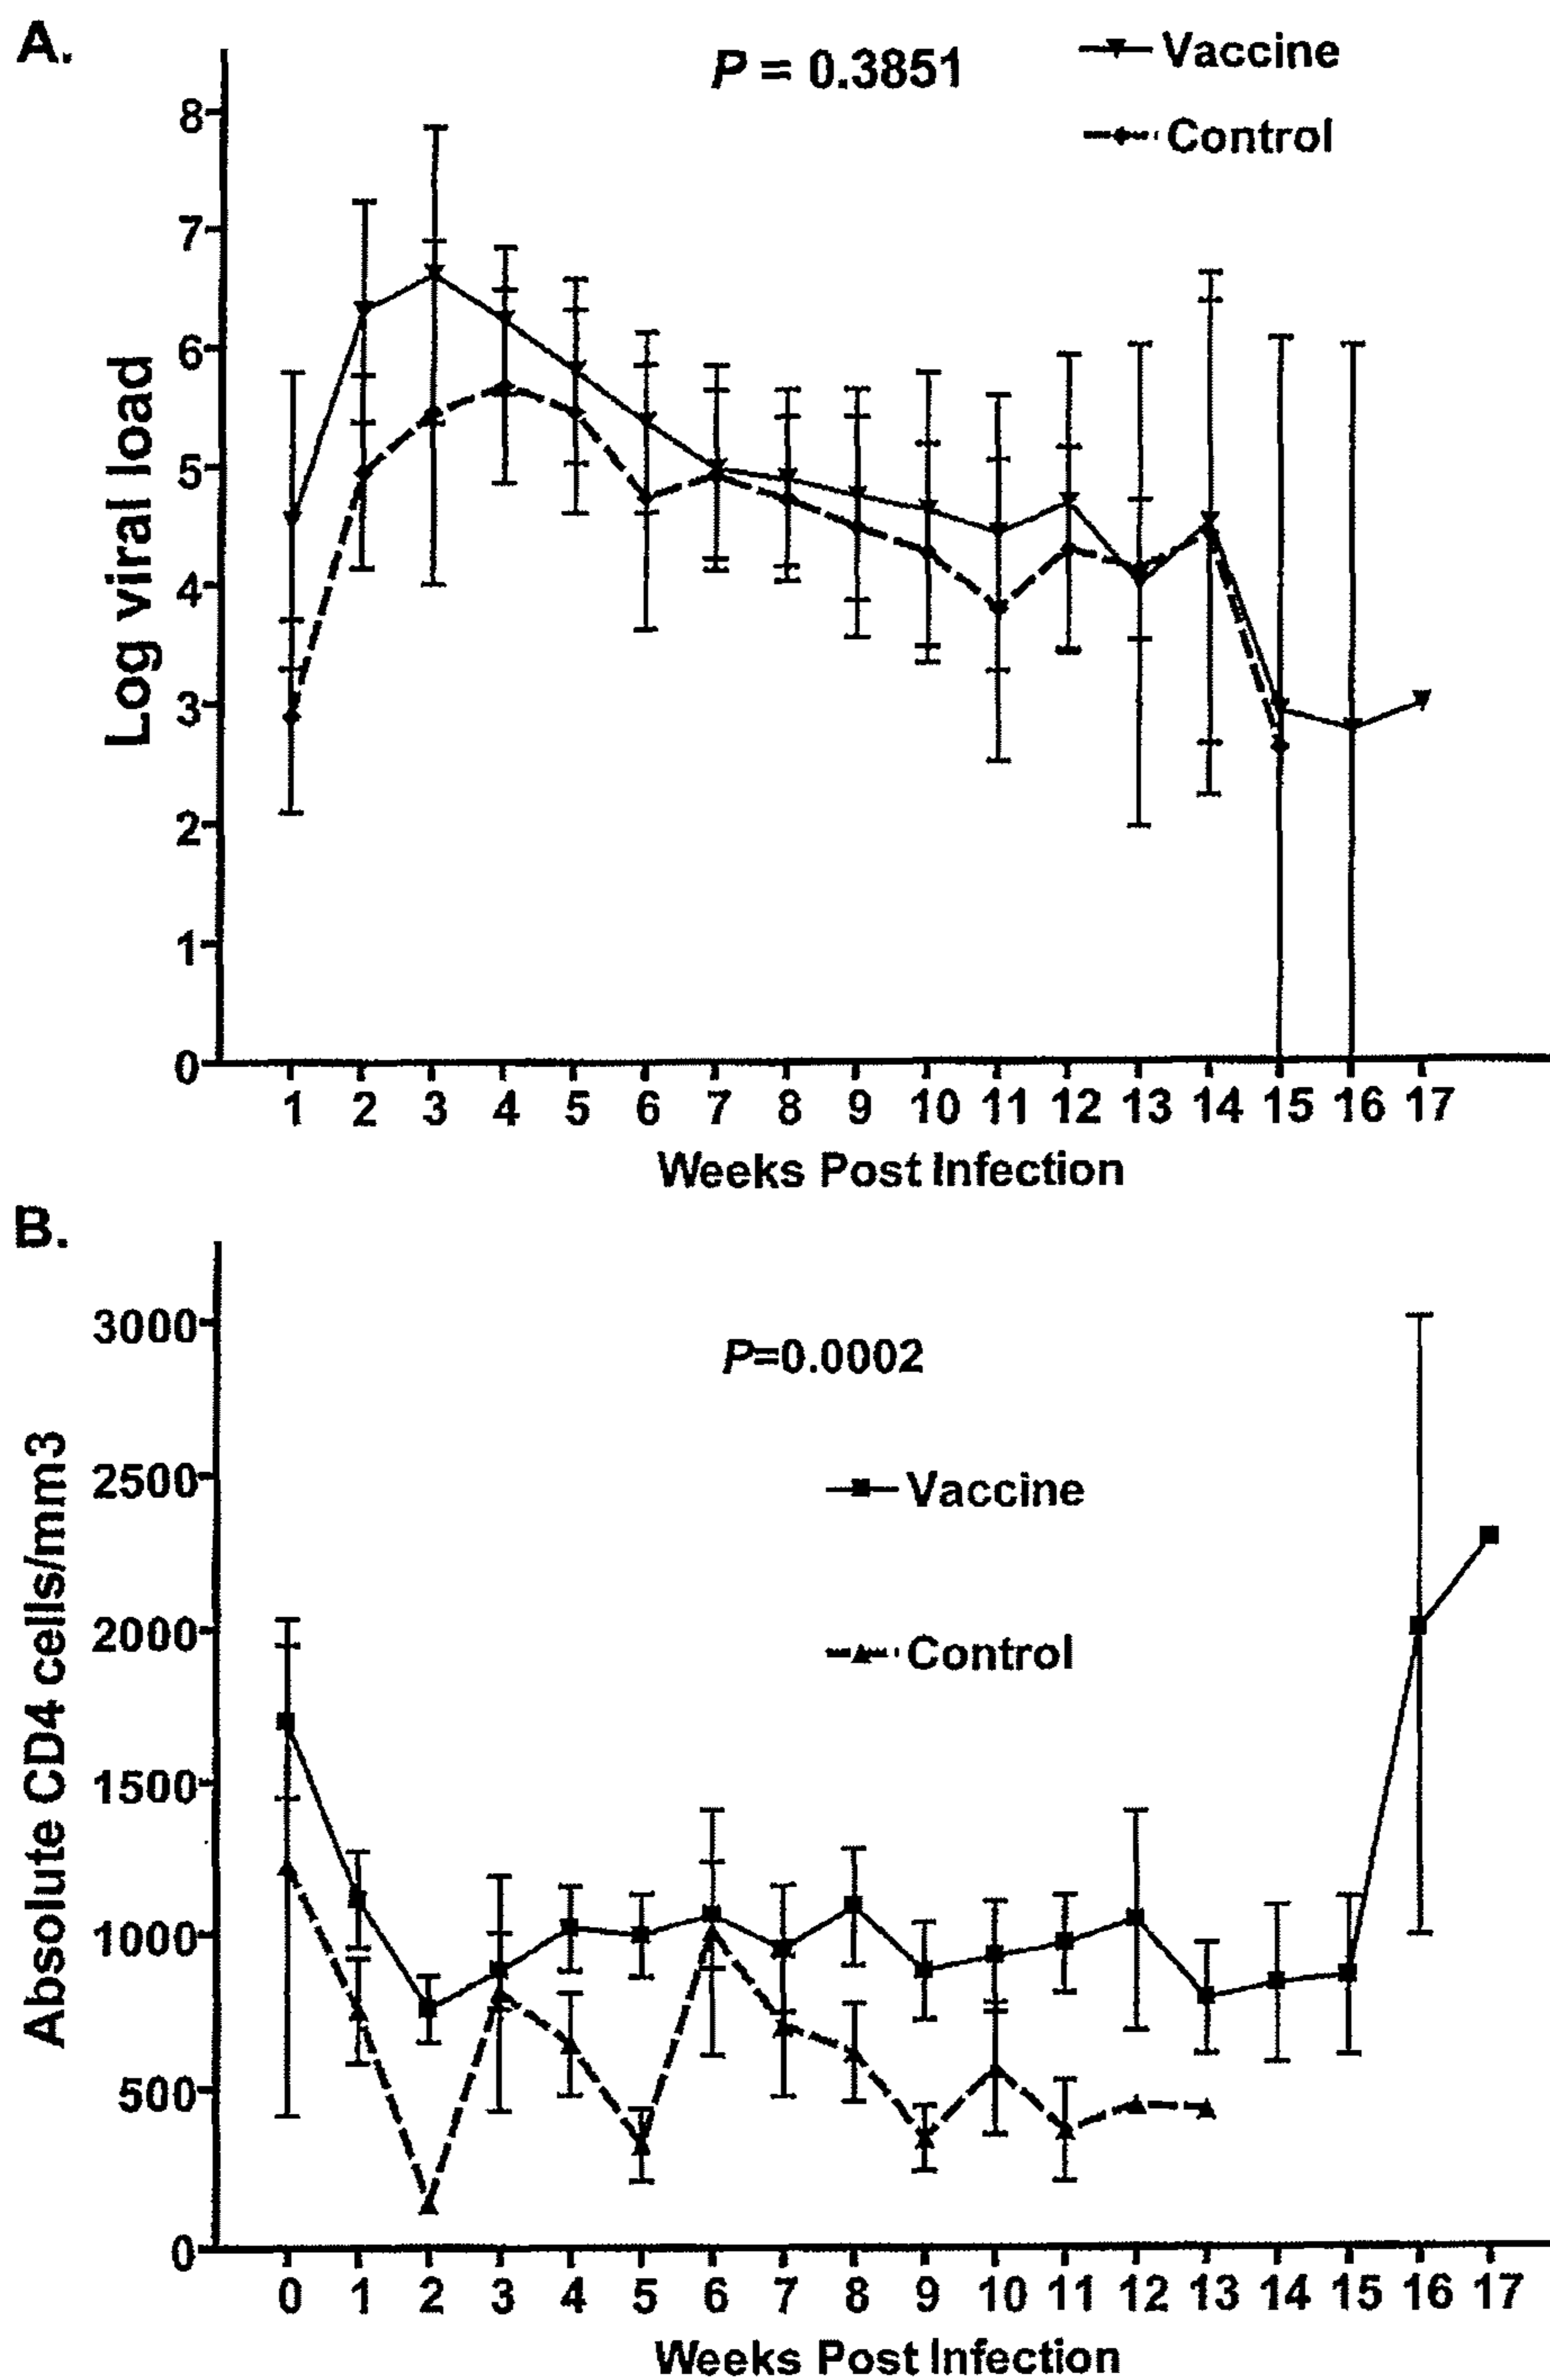 A.
P = 0.3851
Vaccine
Control
Log viral load
8
7
6
5
4
3
2
1
0
1 2 3 4 5 6 7 8 9 10 11 12 13 14 15 16 17
Weeks Post Infection
B.
P=0.0002
Vaccine
Control
Absolute CD4 cells/mm3
3000
2500
2000
1500
1000
500
0
0 1 2 3 4 5 6 7 8 9 10 11 12 13 14 15 16 17
Weeks Post Infection